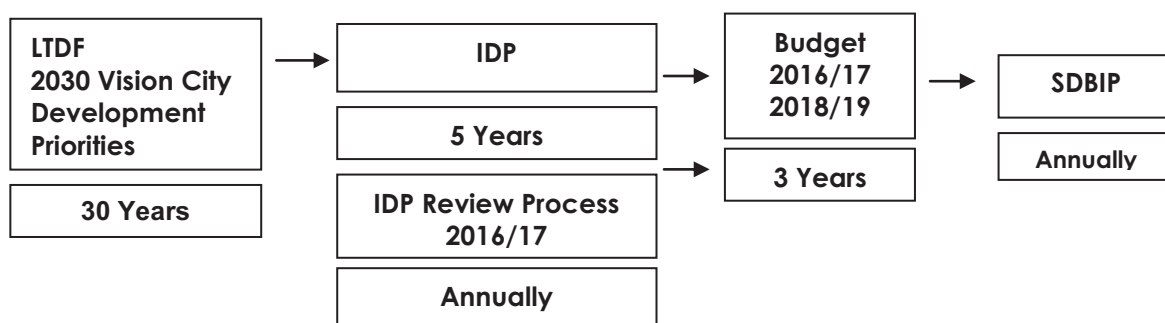 LTDF
2030 Vision City
Development
Priorities
30 Years
IDP
5 Years
IDP Review Process
2016/17
Annually
Budget
2016/17
2018/19
3 Years
SDBIP
Annually